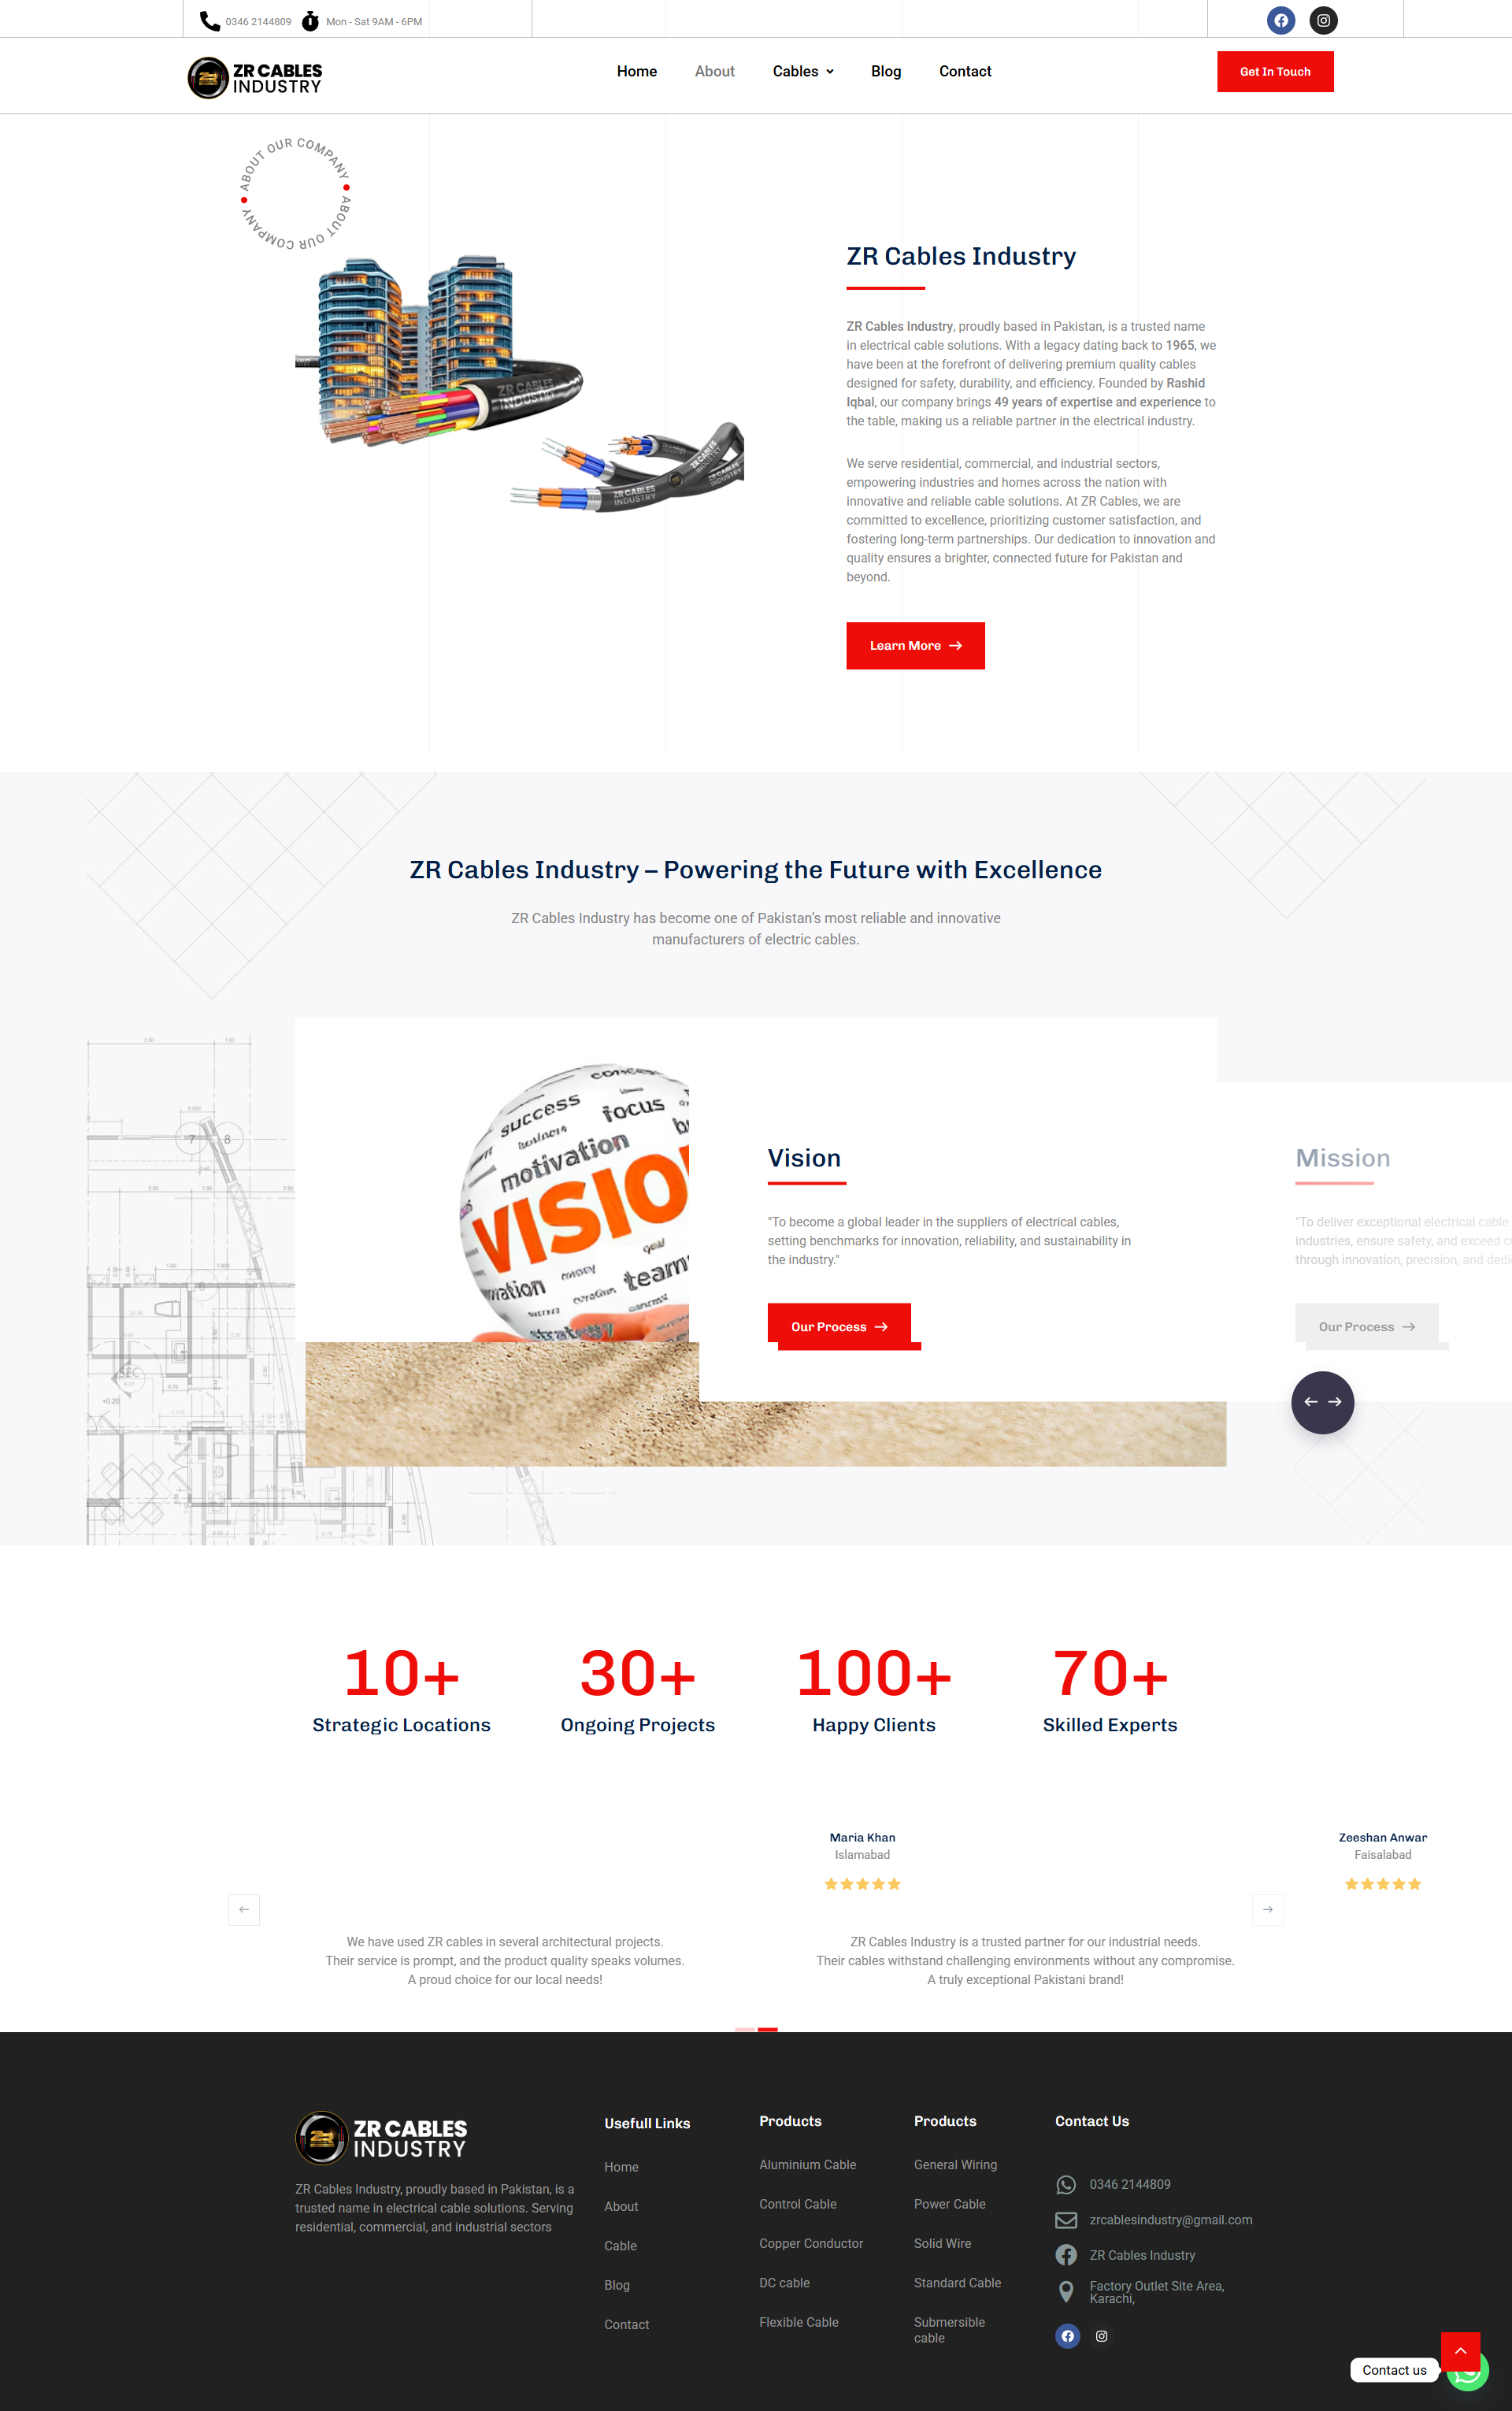 0346 2144809
Mon - Sat 9AM - 6PM
ZR CABLES
INDUSTRY
Home
About
Cables
Blog
Contact
Get In Touch
ABOUT OUR COMPANY
ABOUT OUR COMPANY
ZR CABLES
INDUSTRY
ZR CABLES
INDUSTRY
ZR CABLES
INDUSTRY
ZR Cables Industry
ZR Cables Industry, proudly based in Pakistan, is a trusted name
in electrical cable solutions. With a legacy dating back to 1965, we
have been at the forefront of delivering premium quality cables
designed for safety, durability, and efficiency. Founded by Rashid
Iqbal, our company brings 49 years of expertise and experience to
the table, making us a reliable partner in the electrical industry.
We serve residential, commercial, and industrial sectors,
empowering industries and homes across the nation with
innovative and reliable cable solutions. At ZR Cables, we are
committed to excellence, prioritizing customer satisfaction, and
fostering long-term partnerships. Our dedication to innovation and
quality ensures a brighter, connected future for Pakistan and
beyond.
Learn More
ZR Cables Industry – Powering the Future with Excellence
ZR Cables Industry has become one of Pakistan's most reliable and innovative
manufacturers of electric cables.
success
focus
business
motivation
VISIO
goal
team
strategy
Vision
"To become a global leader in the suppliers of electrical cables,
setting benchmarks for innovation, reliability, and sustainability in
the industry."
Our Process
Mission
"To deliver exceptional electrical cable
industries, ensure safety, and exceed c
through innovation, precision, and dedi
Our Process
10+
Strategic Locations
30+
Ongoing Projects
100+
Happy Clients
70+
Skilled Experts
Maria Khan
Islamabad
Zeeshan Anwar
Faisalabad
We have used ZR cables in several architectural projects.
Their service is prompt, and the product quality speaks volumes.
A proud choice for our local needs!
ZR Cables Industry is a trusted partner for our industrial needs.
Their cables withstand challenging environments without any compromise.
A truly exceptional Pakistani brand!
ZR CABLES
INDUSTRY
ZR Cables Industry, proudly based in Pakistan, is a
trusted name in electrical cable solutions. Serving
residential, commercial, and industrial sectors
Usefull Links
Home
About
Cable
Blog
Contact
Products
Aluminium Cable
Control Cable
Copper Conductor
DC cable
Flexible Cable
Products
General Wiring
Power Cable
Solid Wire
Standard Cable
Submersible
cable
Contact Us
0346 2144809
zrcablesindustry@gmail.com
ZR Cables Industry
Factory Outlet Site Area,
Karachi,
Contact us